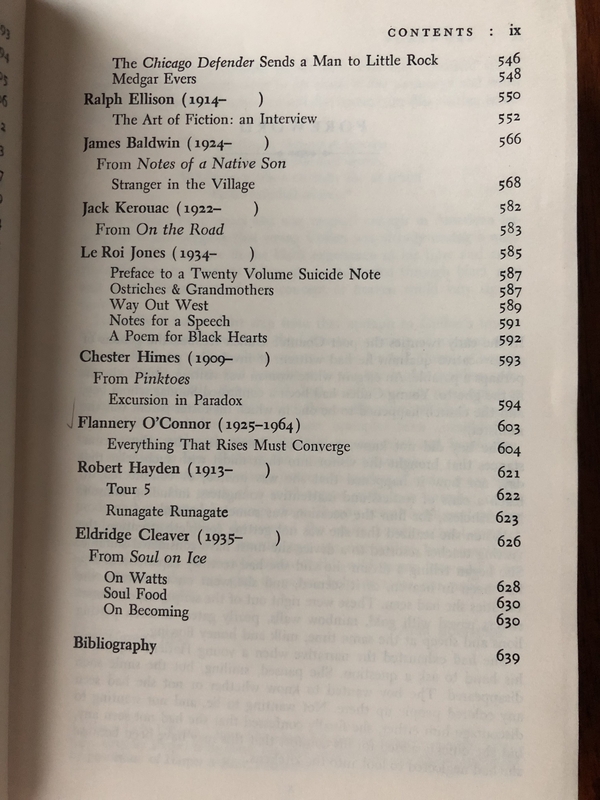 CONTENTS : ix
The Chicago Defender Sends a Man to Little Rock 546
Medgar Evers 548
Ralph Ellison (1914– ) 550
The Art of Fiction: an Interview 552
James Baldwin (1924– ) 566
From Notes of a Native Son
Stranger in the Village 568
Jack Kerouac (1922– ) 582
From On the Road 583
Le Roi Jones (1934– ) 585
Preface to a Twenty Volume Suicide Note 587
Ostriches & Grandmothers 587
Way Out West 589
Notes for a Speech 591
A Poem for Black Hearts 592
Chester Himes (1909– ) 593
From Pinktoes
Excursion in Paradox 594
Flannery O'Connor (1925–1964) 603
Everything That Rises Must Converge 604
Robert Hayden (1913– ) 621
Tour 5 622
Runagate Runagate 623
Eldridge Cleaver (1935– ) 626
From Soul on Ice
On Watts 628
Soul Food 630
On Becoming 630
Bibliography 639